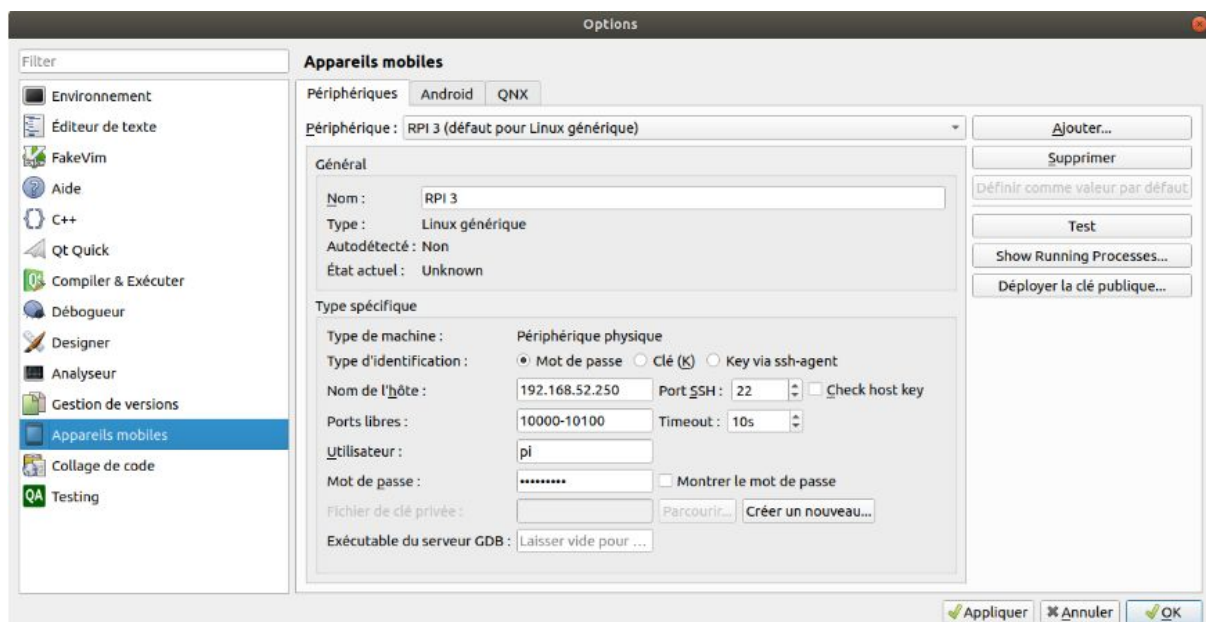 Options
Filter
Environnement
Éditeur de texte
FakeVim
Aide
C++
Qt Quick
Compiler & Exécuter
Débogueur
Designer
Analyseur
Gestion de versions
Appareils mobiles
Collage de code
QA Testing
Appareils mobiles
Périphériques Android QNX
Périphérique : RPI 3 (défaut pour Linux générique)
Général
Nom : RPI 3
Type : Linux générique
Autodétecté : Non
État actuel : Unknown
Type spécifique
Type de machine : Périphérique physique
Type d'identification : Mot de passe Clé (K) Key via ssh-agent
Nom de l'hôte : 192.168.52.250 Port SSH : 22 Check host key
Ports libres : 10000-10100 Timeout : 10s
Utilisateur : pi
Mot de passe : ••••••••• Montrer le mot de passe
Fichier de clé privée : Parcourir... Créer un nouveau...
Exécutable du serveur GDB : Laisser vide pour ...
Ajouter...
Supprimer
Définir comme valeur par défaut
Test
Show Running Processes...
Déployer la clé publique...
Appliquer Annuler OK